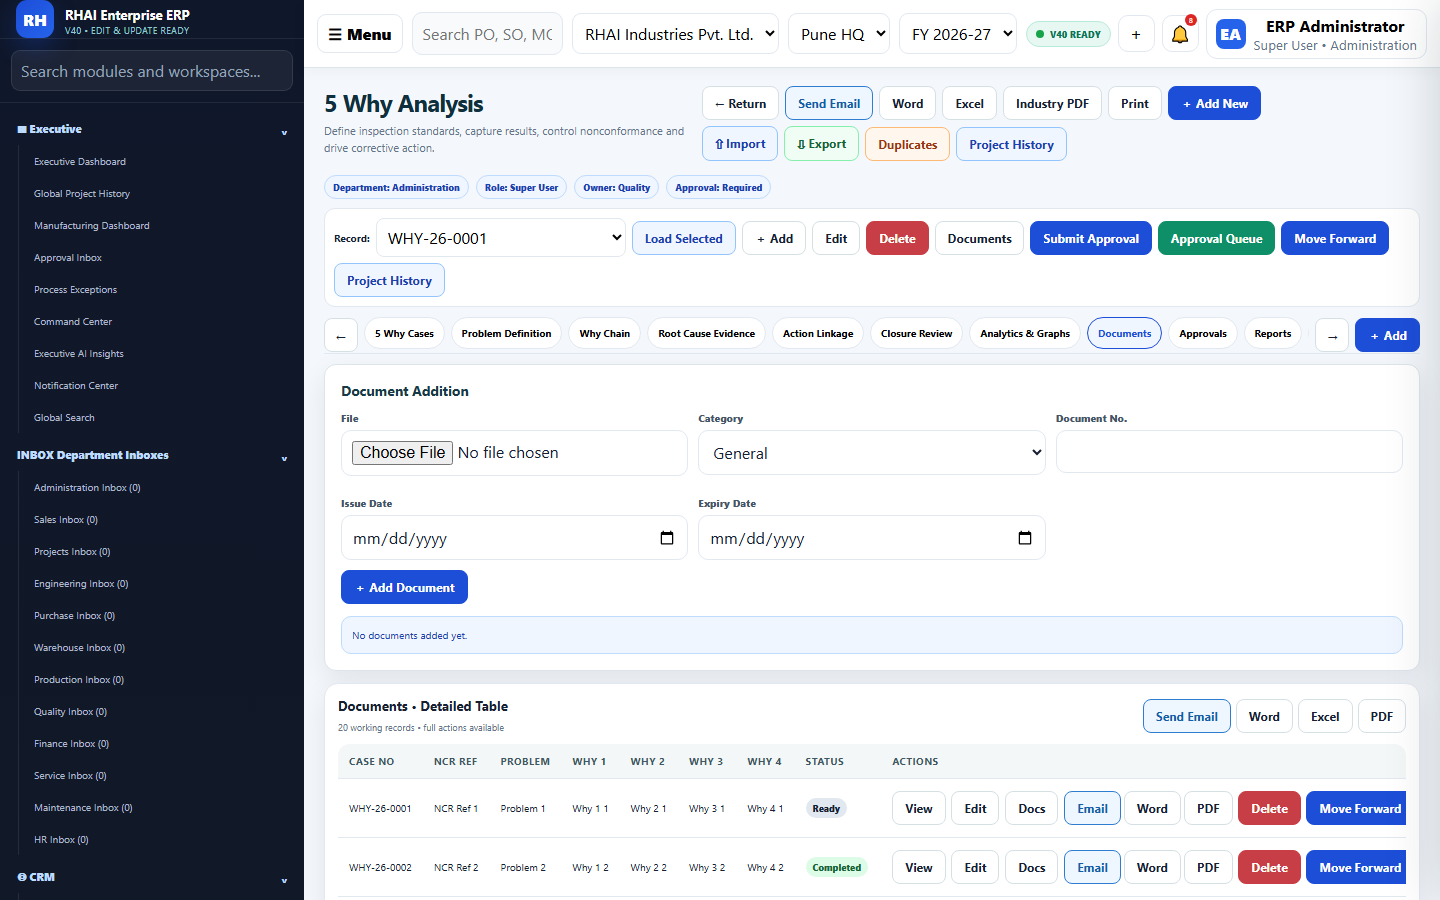 RH
RHAI Enterprise ERP
V40 • EDIT & UPDATE READY
Search modules and workspaces...
Executive
Executive Dashboard
Global Project History
Manufacturing Dashboard
Approval Inbox
Process Exceptions
Command Center
Executive AI Insights
Notification Center
Global Search
INBOX Department Inboxes
Administration Inbox (0)
Sales Inbox (0)
Projects Inbox (0)
Engineering Inbox (0)
Purchase Inbox (0)
Warehouse Inbox (0)
Production Inbox (0)
Quality Inbox (0)
Finance Inbox (0)
Service Inbox (0)
Maintenance Inbox (0)
HR Inbox (0)
CRM
☰ Menu
Search PO, SO, MC
RHAI Industries Pvt. Ltd.
Pune HQ
FY 2026-27
V40 READY
+
8
EA
ERP Administrator
Super User • Administration
5 Why Analysis
Define inspection standards, capture results, control nonconformance and
drive corrective action.
← Return
Send Email
Word
Excel
Industry PDF
Print
+ Add New
⇧ Import
⇩ Export
Duplicates
Project History
Department: Administration
Role: Super User
Owner: Quality
Approval: Required
Record:
WHY-26-0001
Load Selected
+ Add
Edit
Delete
Documents
Submit Approval
Approval Queue
Move Forward
Project History
←
5 Why Cases
Problem Definition
Why Chain
Root Cause Evidence
Action Linkage
Closure Review
Analytics & Graphs
Documents
Approvals
Reports
→
+ Add
Document Addition
File
Category
Document No.
Choose File No file chosen
General
Issue Date
Expiry Date
mm/dd/yyyy
mm/dd/yyyy
+ Add Document
No documents added yet.
Documents • Detailed Table
20 working records • full actions available
Send Email
Word
Excel
PDF
CASE NO NCR REF PROBLEM WHY 1 WHY 2 WHY 3 WHY 4 STATUS ACTIONS
WHY-26-0001 NCR Ref 1 Problem 1 Why 1 1 Why 2 1 Why 3 1 Why 4 1 Ready View Edit Docs Email Word PDF Delete Move Forward
WHY-26-0002 NCR Ref 2 Problem 2 Why 1 2 Why 2 2 Why 3 2 Why 4 2 Completed View Edit Docs Email Word PDF Delete Move Forward